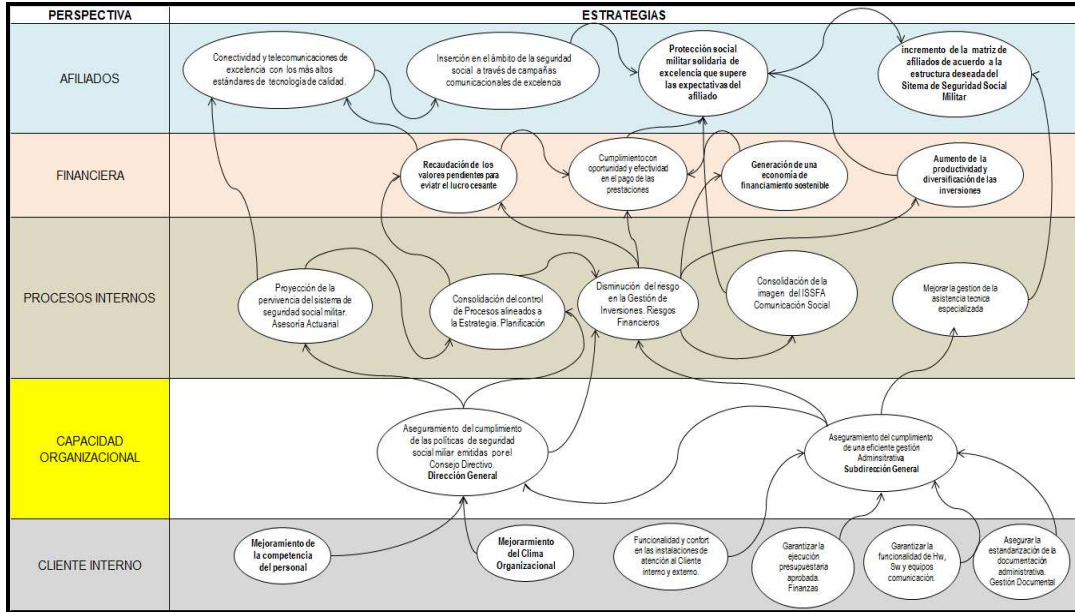 PERSPECTIVA
ESTRATEGIAS
AFILIADOS
Conectividad y telecomunicaciones
de excelencia con los más altos
estándares de tecnología de calidad.
Inserción en el ámbito de la seguridad
social a través de campañas
comunicacionales de excelencia
Protección social
militar solidaria de
excelencia que supere
las expectativas del
afiliado
incremento de la matriz de
afiliados de acuerdo a la
estructura deseada del
Sitema de Seguridad Social
Militar
FINANCIERA
Recaudación de los
valores pendientes para
eviatr el lucro cesante
Cumplimiento con
oportunidad y efectividad
en el pago de las
prestaciones
Generación de una
economía de
financiamiento sostenible
Aumento de la
productividad y
diversificación de las
inversiones
PROCESOS INTERNOS
Proyección de la
pervivencia del sistema de
seguridad social militar.
Asesoría Actuarial
Consolidación del control
de Procesos alineados a
la Estrategia. Planificación
Disminución del riesgo
en la Gestión de
Inversiones. Riesgos
Financieros
Consolidación de la
imagen del ISSFA
Comunicación Social
Mejorar la gestion de la
asistencia tecnica
especializada
CAPACIDAD
ORGANIZACIONAL
Aseguramiento del cumplimiento
de las políticas de seguridad
social miliar emitidas por el
Consejo Directivo.
Dirección General
Aseguramiento del cumplimiento
de una eficiente gestión
Adminsitrativa
Subdirección General
CLIENTE INTERNO
Mejoramiento de
la competencia
del personal
Mejorarmiento
del Clima
Organizacional
Funcionalidad y confort
en las instalaciones de
atención al Cliente
interno y externo.
Garantizar la
ejecución
presupuestaria
aprobada.
Finanzas
Garantizar la
funcionalidad de Hw,
Sw y equipos
comunicación.
Asegurar la
estandarización de la
documentación
administrativa.
Gestión Documental